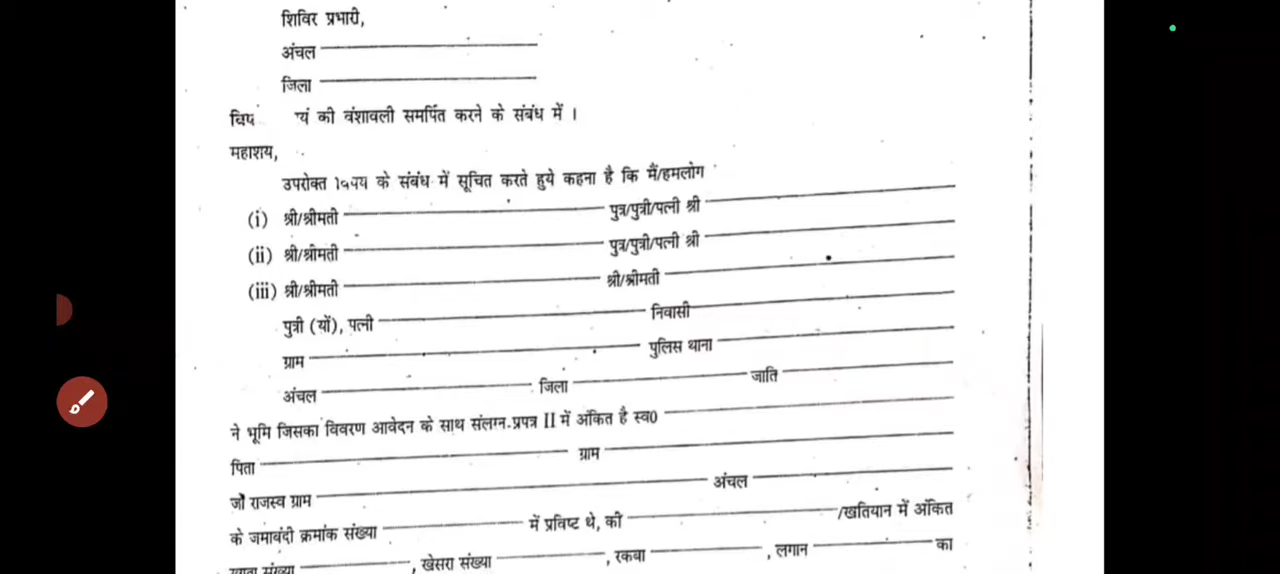 शिविर प्रभारी,
अंचल
जिला
की वंशावली समर्पित करने के संबंध में ।
महाशय,
उपरोक्त के संबंध में सूचित करते हुये कहना है कि मैं/हमलोग
(i) श्री/श्रीमती पुत्र/पुत्री/पत्नी श्री
(ii) श्री/श्रीमती पुत्र/पुत्री/पत्नी श्री
(iii) श्री/श्रीमती श्री/श्रीमती
पुत्री (यों), पत्नी निवासी
ग्राम पुलिस थाना
अंचल जिला जाति
ने भूमि जिसका विवरण आवेदन के साथ संलग्न-प्रपत्र II में अंकित है स्व0
पिता ग्राम
जो राजस्व ग्राम अंचल
के जमाबंदी क्रमांक संख्या में प्रविष्ट थे, की /खतियान में अंकित
संख्या , खेसरा संख्या , रकबा , लगान का